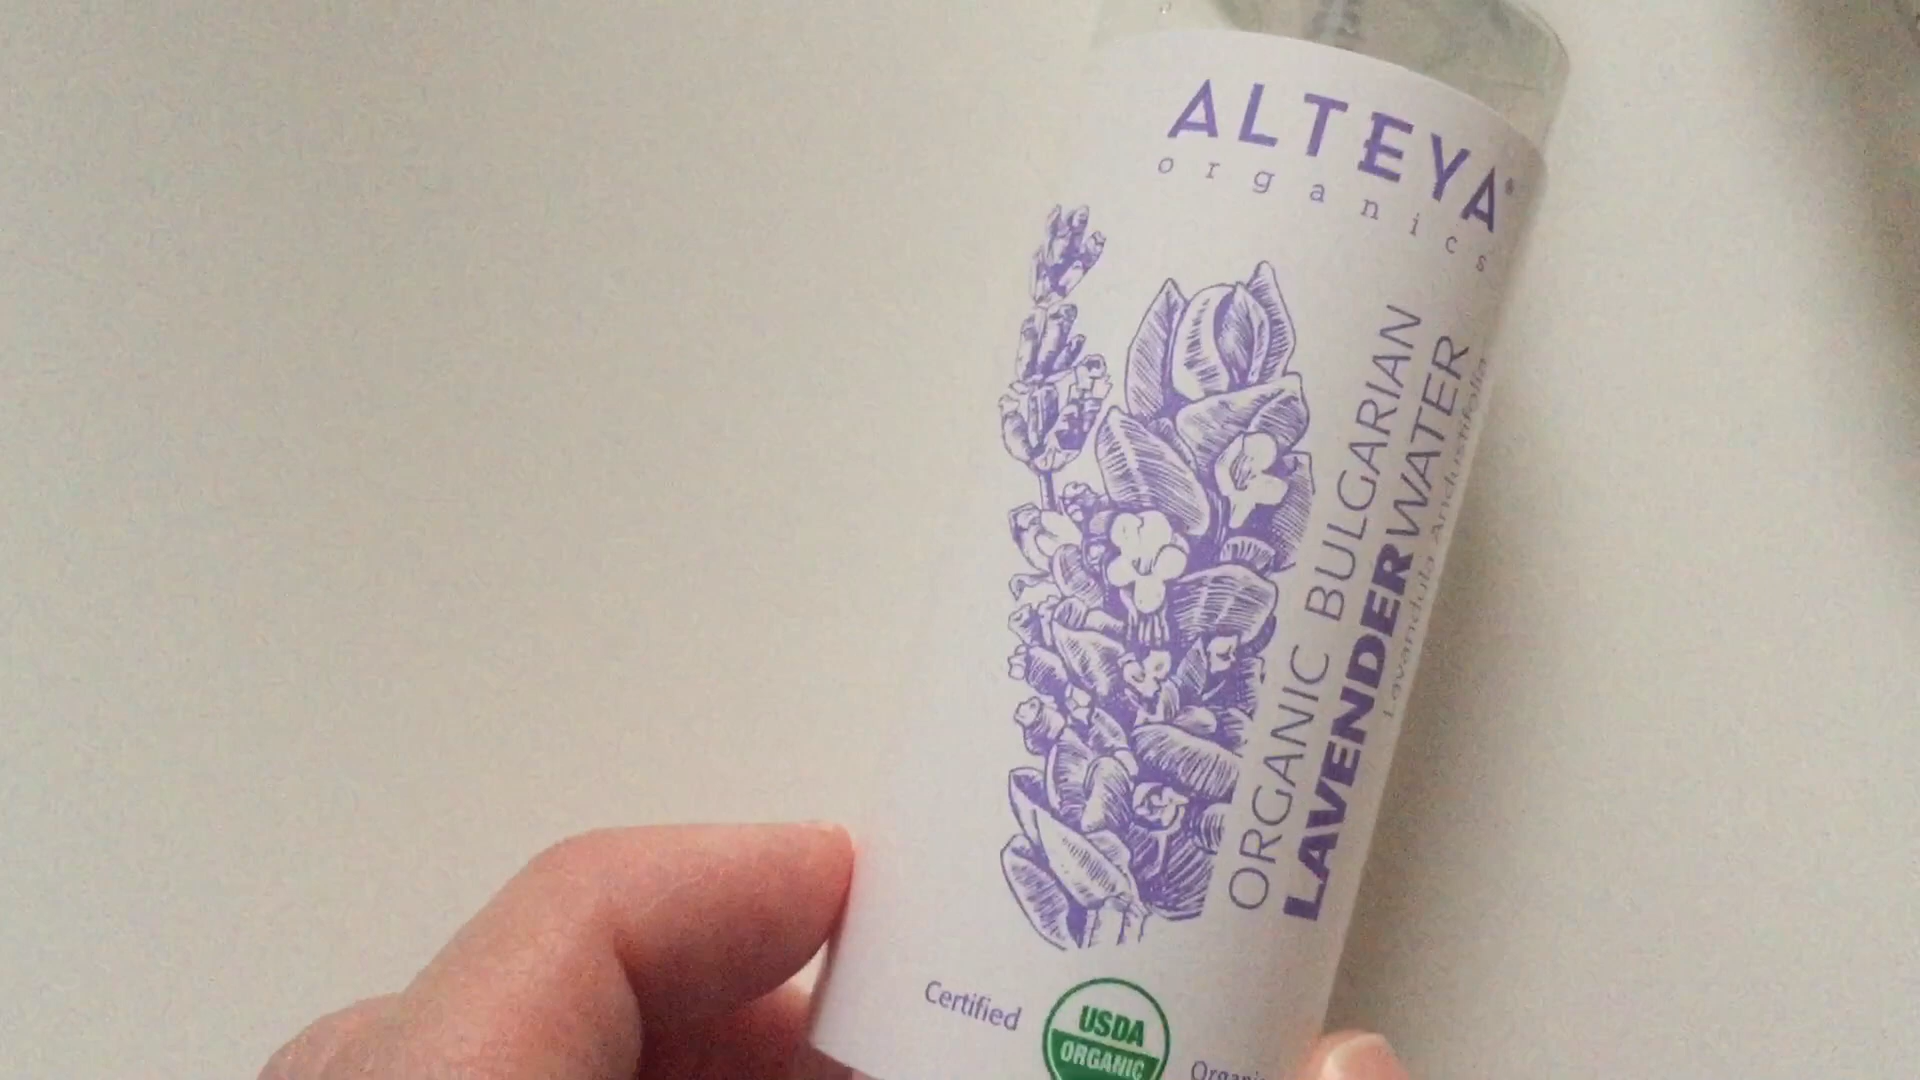 ALTEYA®
organics
ORGANIC BULGARIAN
LAVENDERWATER
Lavandula Angustifolia
Certified
USDA
ORGANIC